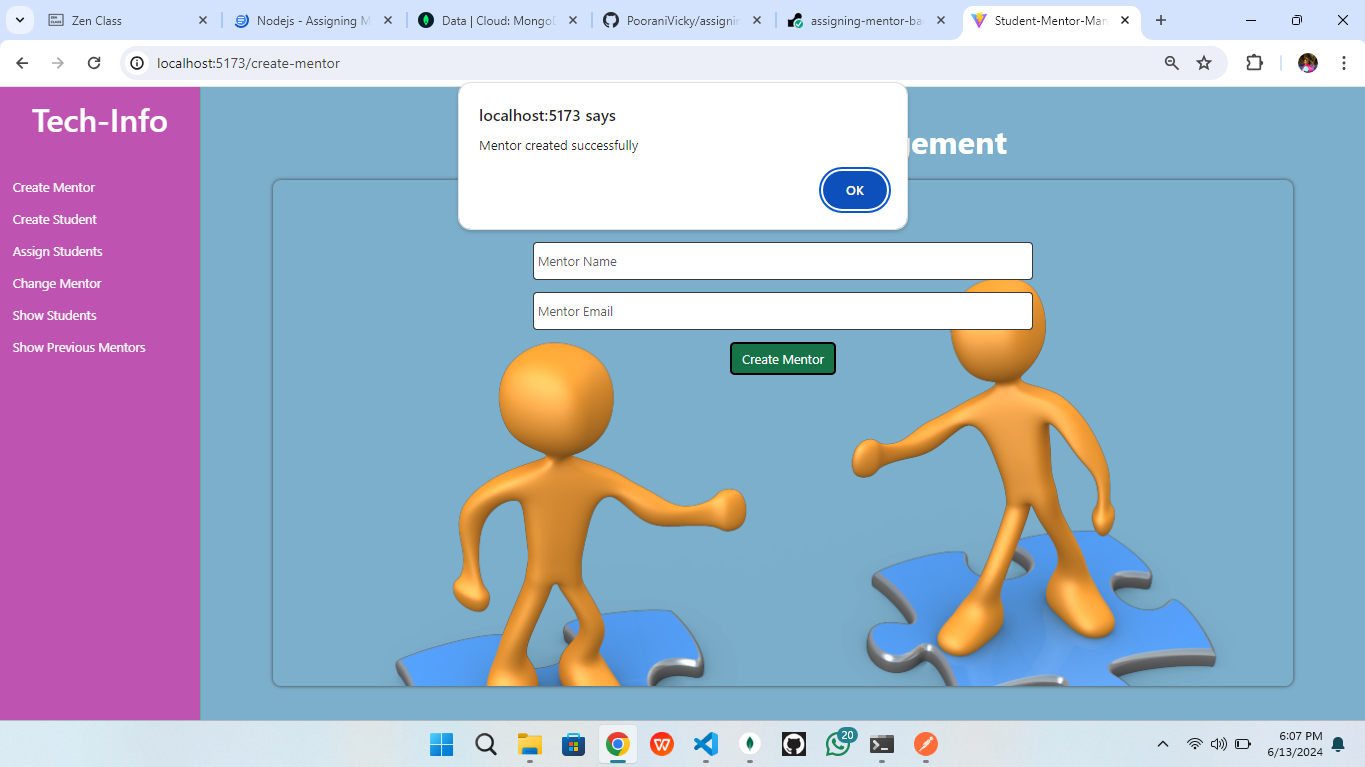 Zen Class
Nodejs - Assigning M
Data | Cloud: MongoD
PooraniVicky/assignin
assigning-mentor-ba
Student-Mentor-Man
localhost:5173/create-mentor
Tech-Info
Create Mentor
Create Student
Assign Students
Change Mentor
Show Students
Show Previous Mentors
localhost:5173 says
Mentor created successfully
OK
gement
Mentor Name
Mentor Email
Create Mentor
20
6:07 PM
6/13/2024